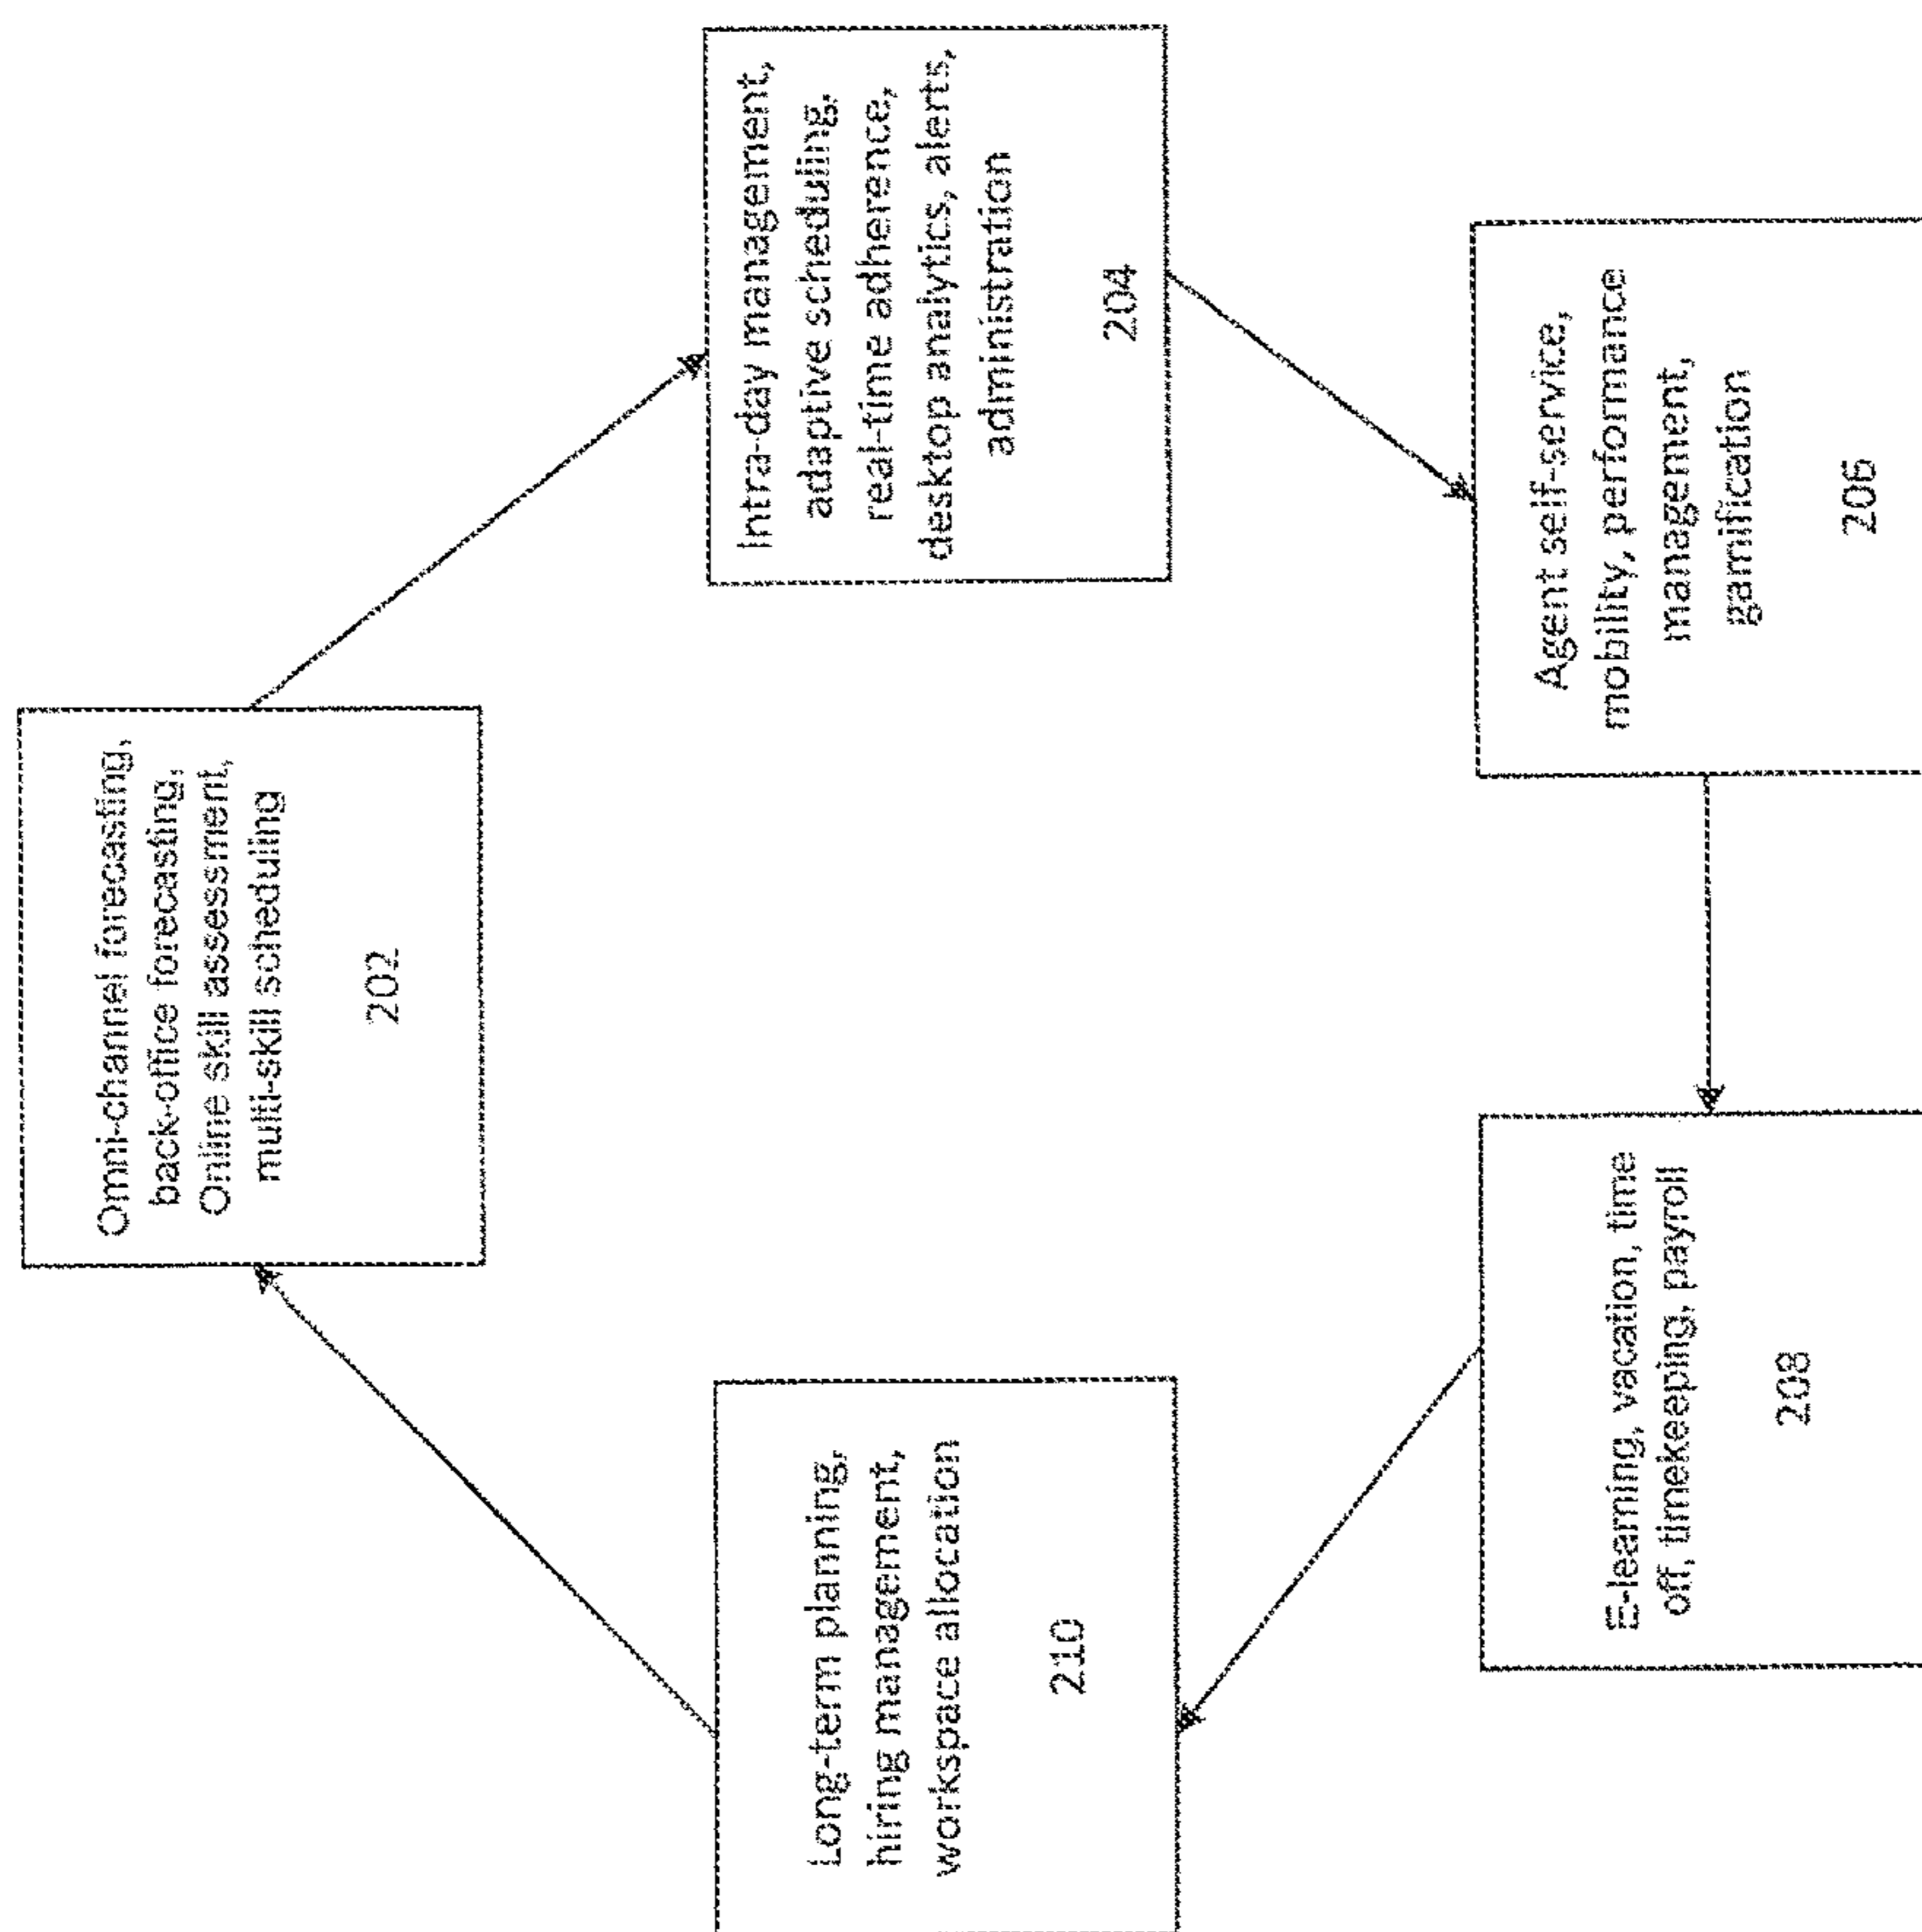 Omni-channel forecasting,
back-office forecasting,
Online skill assessment,
multi-skill scheduling
202
Intra-day management,
adaptive scheduling,
real-time adherence,
desktop analytics, alerts,
administration
204
Agent self-service,
mobility, performance
management,
gamification
206
E-learning, vacation, time
off, timekeeping, payroll
208
Long-term planning,
hiring management,
workspace allocation
210